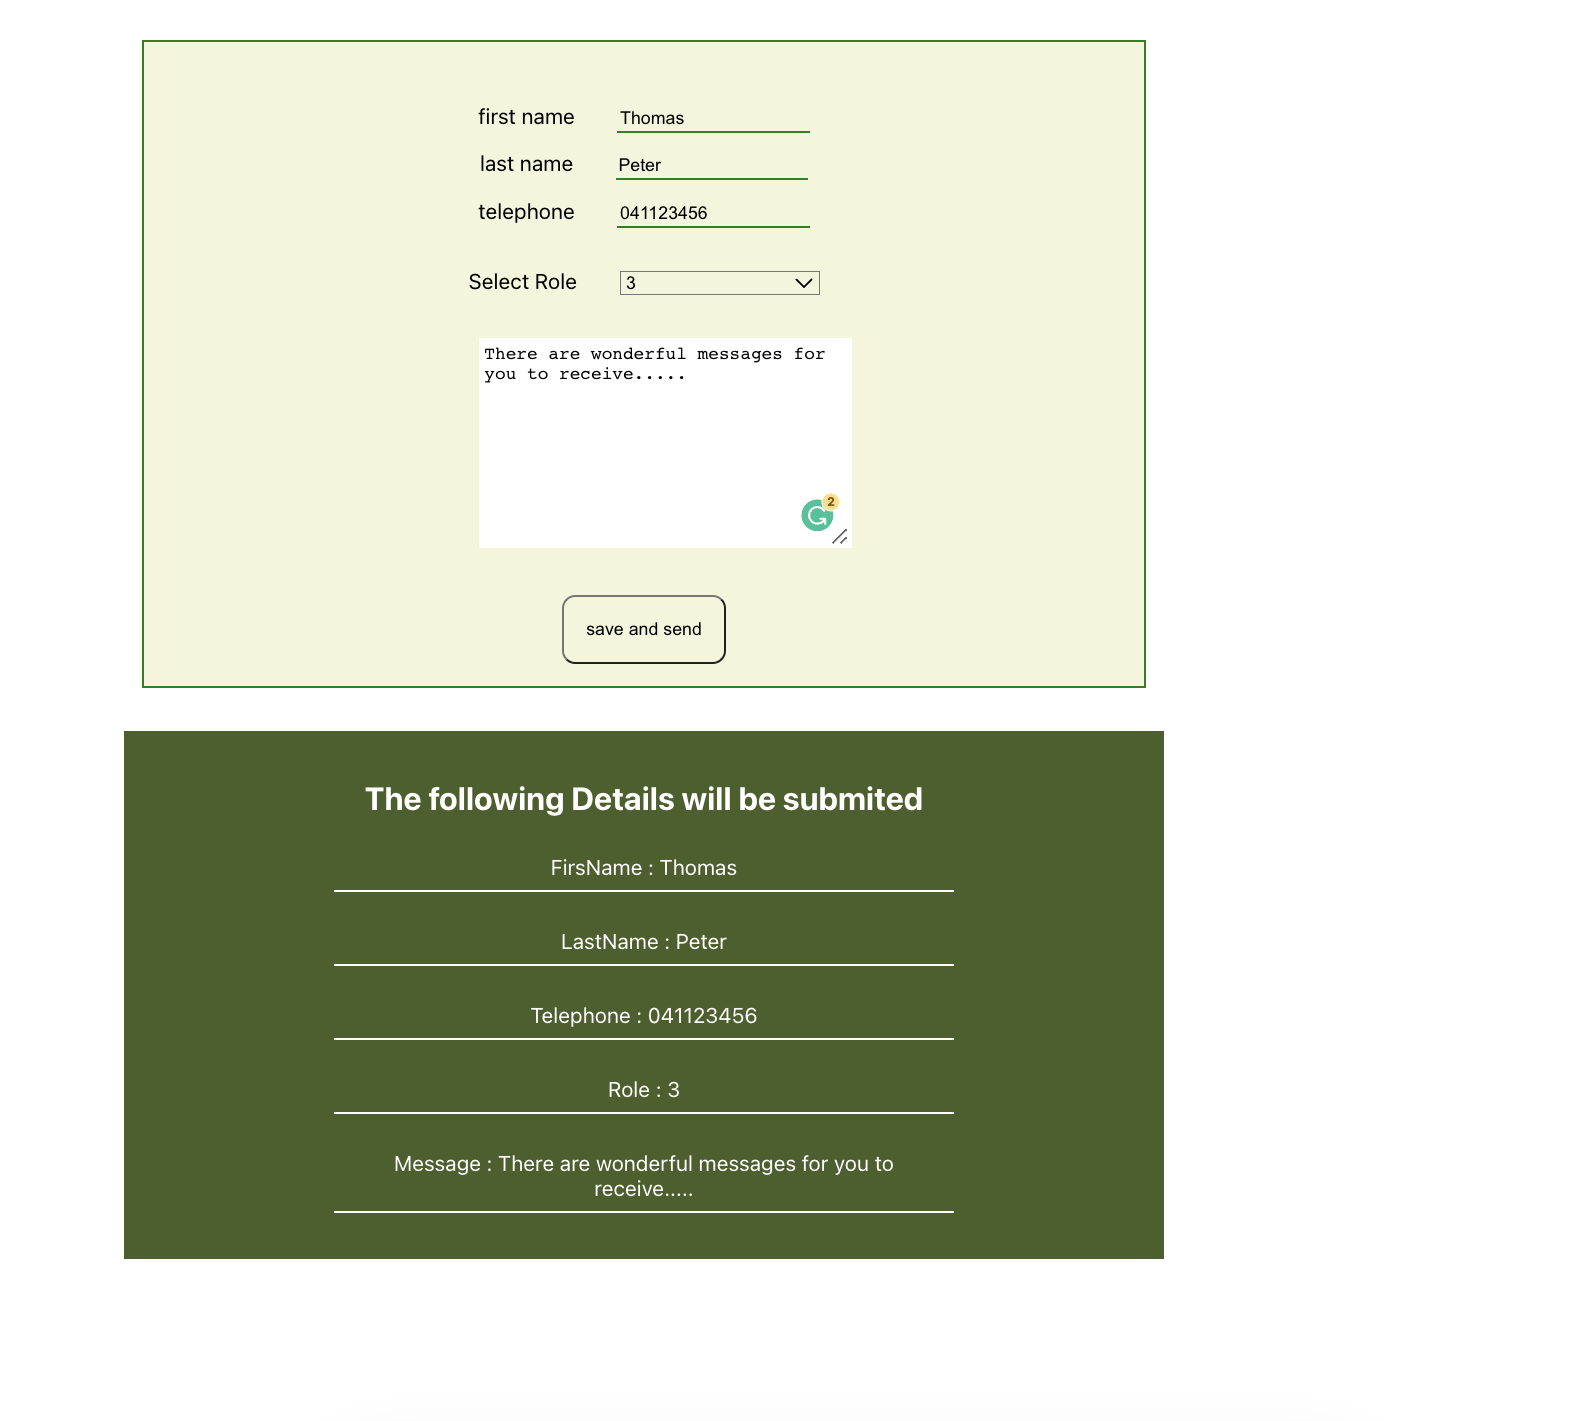 first name Thomas
last name Peter
telephone 041123456
Select Role 3
There are wonderful messages for
you to receive.....
2
save and send
The following Details will be submited
FirsName : Thomas
LastName : Peter
Telephone : 041123456
Role : 3
Message : There are wonderful messages for you to
receive.....